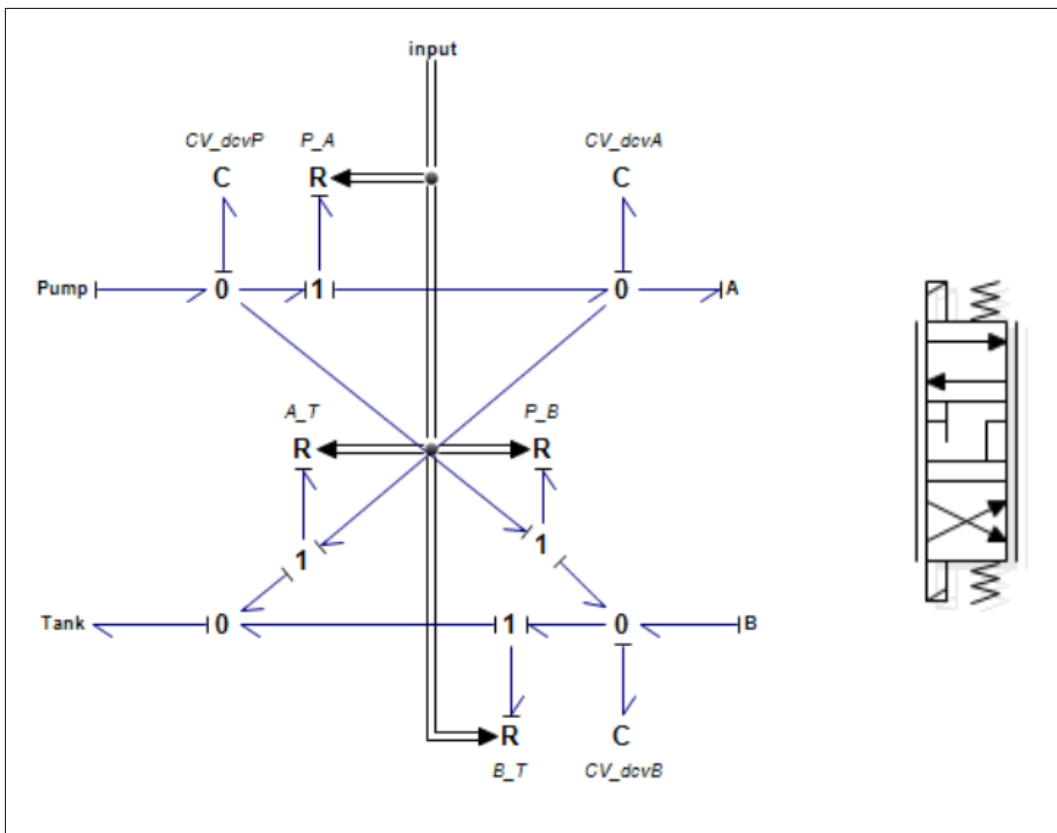 input
CV_dcvP P_A CV_dcvA
C R C
Pump 0 1 0 A
A_T P_B
R R
1 1
Tank 0 1 0 B
R C
B_T CV_dcvB